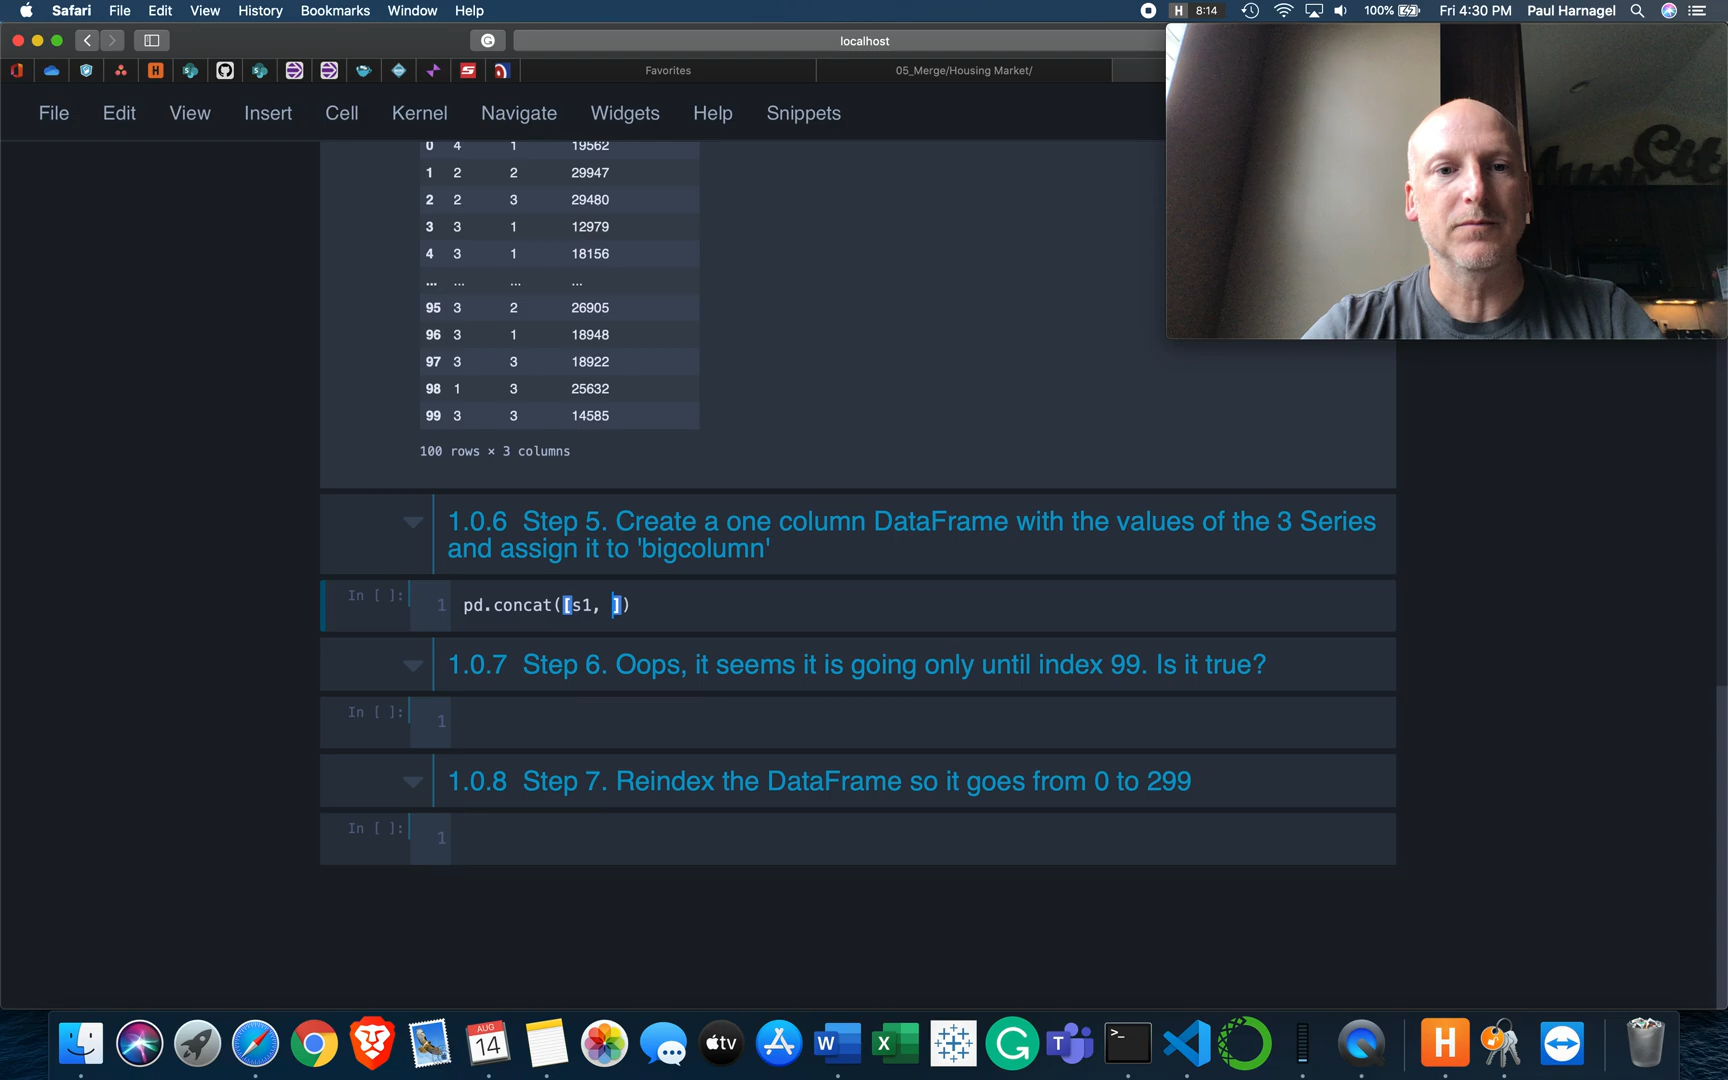 Safari File Edit View History Bookmarks Window Help
H 8:14 100% Fri 4:30 PM Paul Harnagel
localhost
Favorites 05_Merge/Housing Market/
File Edit View Insert Cell Kernel Navigate Widgets Help Snippets
0 4 1 19562
1 2 2 29947
2 2 3 29480
3 3 1 12979
4 3 1 18156
... ... ... ...
95 3 2 26905
96 3 1 18948
97 3 3 18922
98 1 3 25632
99 3 3 14585
100 rows × 3 columns
1.0.6 Step 5. Create a one column DataFrame with the values of the 3 Series
and assign it to 'bigcolumn'
In [ ]: 1 pd.concat([s1, ])
1.0.7 Step 6. Oops, it seems it is going only until index 99. Is it true?
In [ ]: 1
1.0.8 Step 7. Reindex the DataFrame so it goes from 0 to 299
In [ ]: 1
AUG
14
tv
W
X
T
H